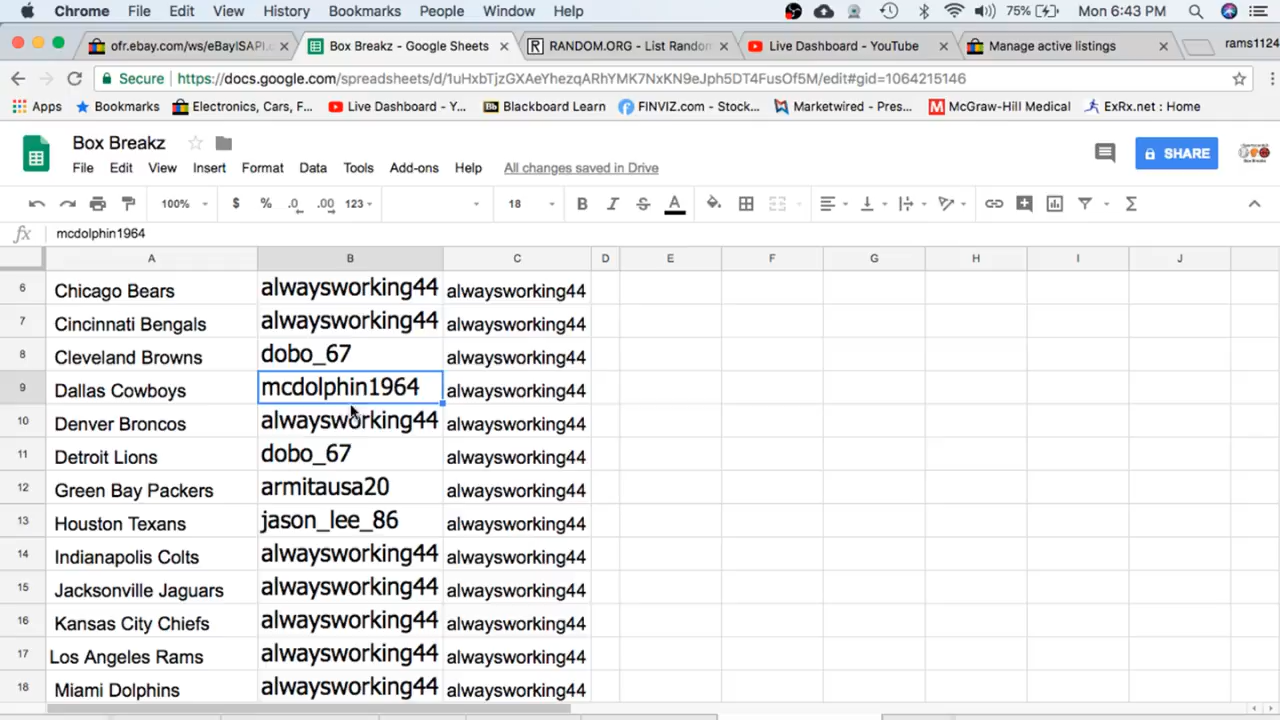 Chrome File Edit View History Bookmarks People Window Help 75% Mon 6:43 PM
ofr.ebay.com/ws/eBayISAPI.c Box Breakz - Google Sheets RANDOM.ORG - List Random Live Dashboard - YouTube Manage active listings rams1124
Secure https://docs.google.com/spreadsheets/d/1uHxbTjzGXAeYhezqARhYMK7NxKN9eJph5DT4FusOf5M/edit#gid=1064215146
Apps Bookmarks Electronics, Cars, F... Live Dashboard - Y... Bb Blackboard Learn FINVIZ.com - Stock... Marketwired - Pres... M McGraw-Hill Medical ExRx.net : Home
Box Breakz
SHARE
File Edit View Insert Format Data Tools Add-ons Help All changes saved in Drive
100% $ % .0 .00 123 18 B I S A Σ
fx mcdolphin1964
A B C D E F G H I J
6 Chicago Bears alwaysworking44 alwaysworking44
7 Cincinnati Bengals alwaysworking44 alwaysworking44
8 Cleveland Browns dobo_67 alwaysworking44
9 Dallas Cowboys mcdolphin1964 alwaysworking44
10 Denver Broncos alwaysworking44 alwaysworking44
11 Detroit Lions dobo_67 alwaysworking44
12 Green Bay Packers armitausa20 alwaysworking44
13 Houston Texans jason_lee_86 alwaysworking44
14 Indianapolis Colts alwaysworking44 alwaysworking44
15 Jacksonville Jaguars alwaysworking44 alwaysworking44
16 Kansas City Chiefs alwaysworking44 alwaysworking44
17 Los Angeles Rams alwaysworking44 alwaysworking44
18 Miami Dolphins alwaysworking44 alwaysworking44